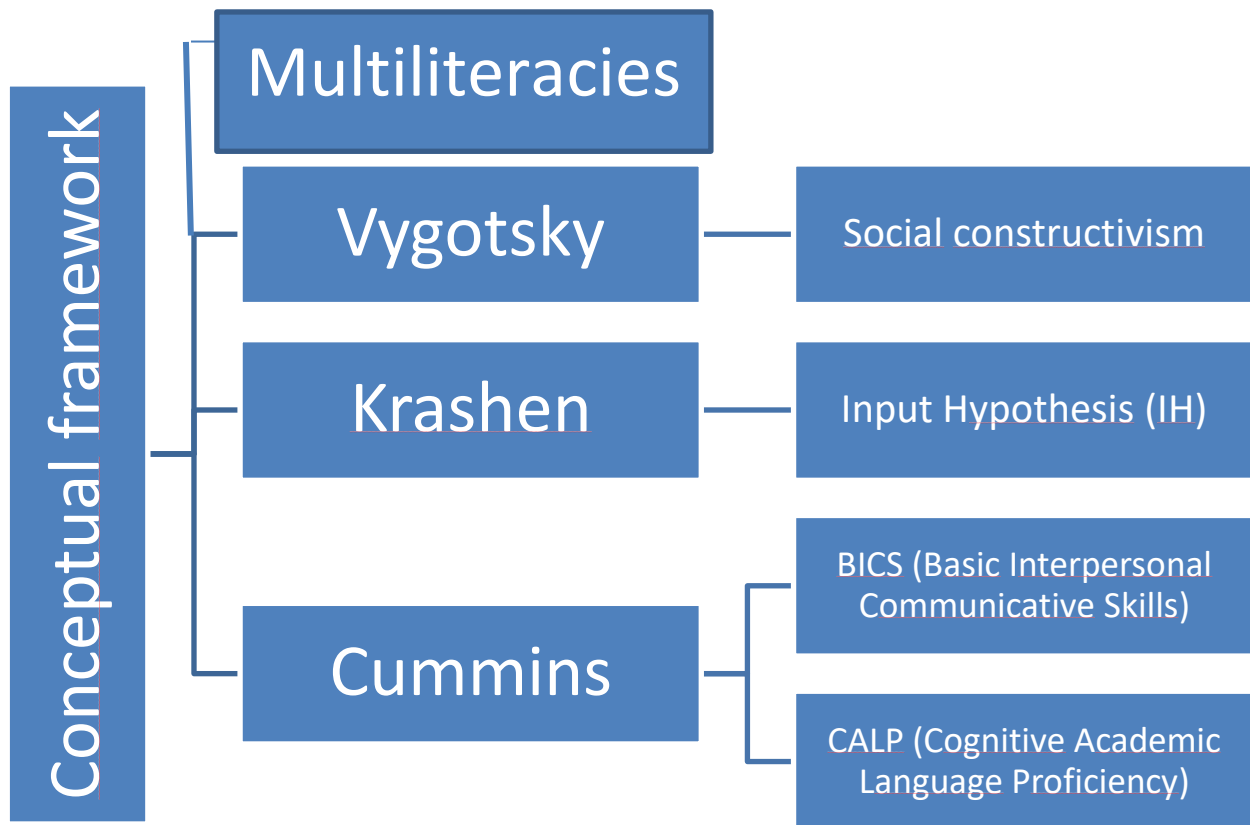 Conceptual framework
Multiliteracies
Vygotsky
Social constructivism
Krashen
Input Hypothesis (IH)
Cummins
BICS (Basic Interpersonal
Communicative Skills)
CALP (Cognitive Academic
Language Proficiency)